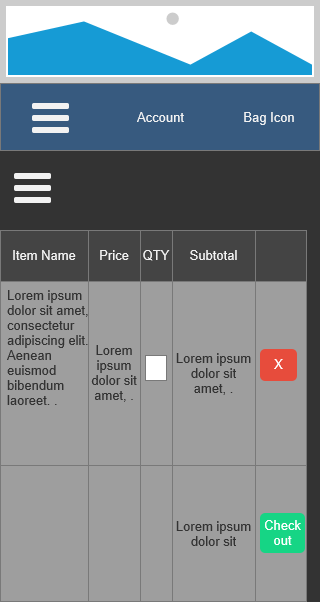 Account
Bag Icon
Item Name
Price
QTY
Subtotal
Lorem ipsum
dolor sit amet,
consectetur
adipiscing elit.
Aenean
euismod
bibendum
laoreet. .
Lorem
ipsum
dolor sit
amet, .
Lorem ipsum
dolor sit
amet, .
X
Lorem ipsum
dolor sit
Check
out